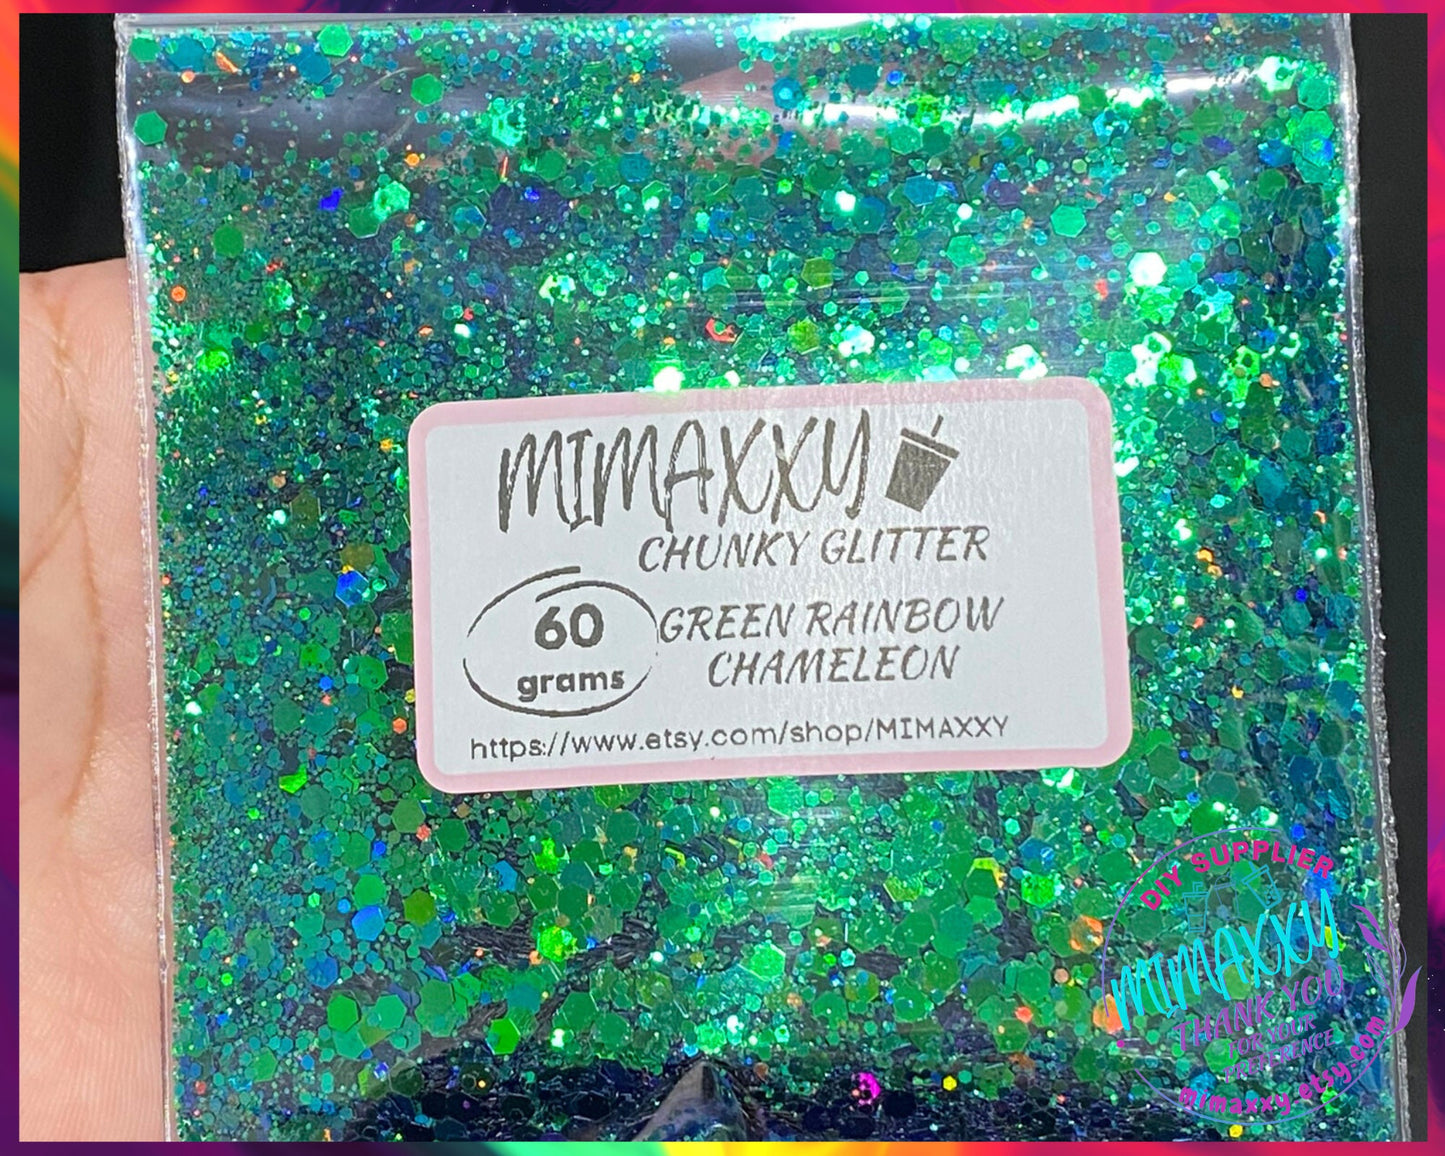 MIMAXXY
CHUNKY GLITTER
60
grams
GREEN RAINBOW
CHAMELEON
https://www.etsy.com/shop/MIMAXXY
DIY SUPPLIER
MIMAXXY
THANK YOU
FOR YOUR
PREFERENCE
mimaxxy.etsy.com